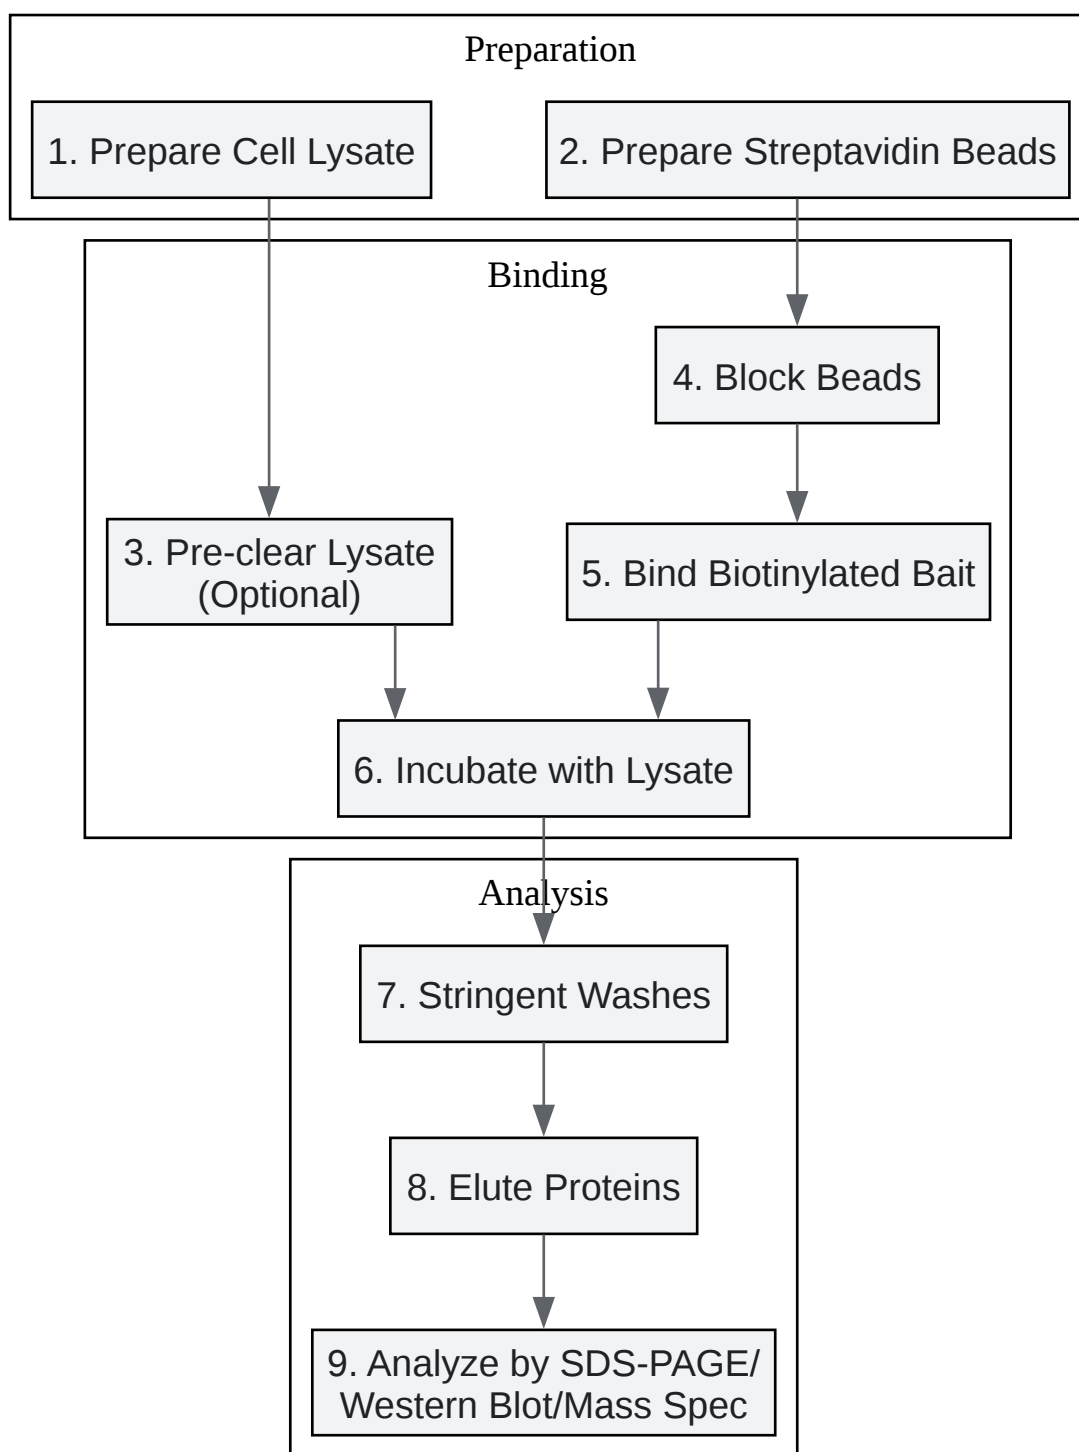 Preparation
1. Prepare Cell Lysate
2. Prepare Streptavidin Beads
Binding
4. Block Beads
3. Pre-clear Lysate
(Optional)
5. Bind Biotinylated Bait
6. Incubate with Lysate
Analysis
7. Stringent Washes
8. Elute Proteins
9. Analyze by SDS-PAGE/
Western Blot/Mass Spec